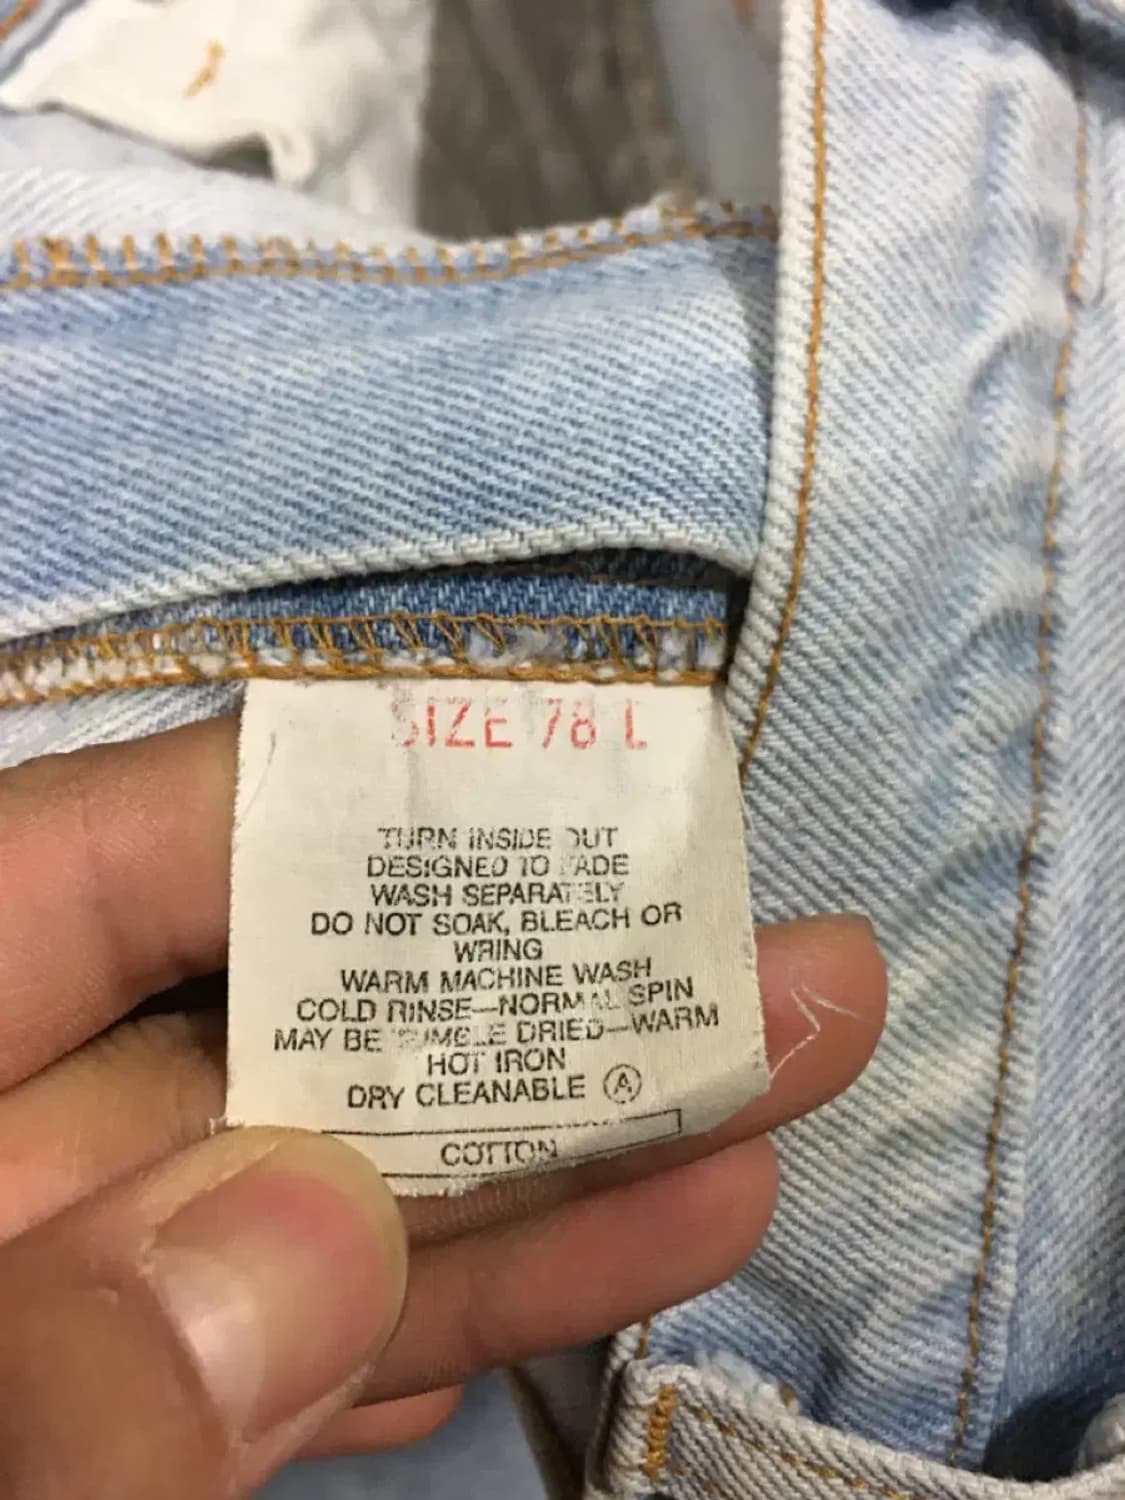 SIZE 78 L
TURN INSIDE OUT
DESIGNED TO FADE
WASH SEPARATELY
DO NOT SOAK, BLEACH OR
WRING
WARM MACHINE WASH
COLD RINSE—NORMAL SPIN
MAY BE TUMBLE DRIED—WARM
HOT IRON
DRY CLEANABLE Ⓐ
COTTON